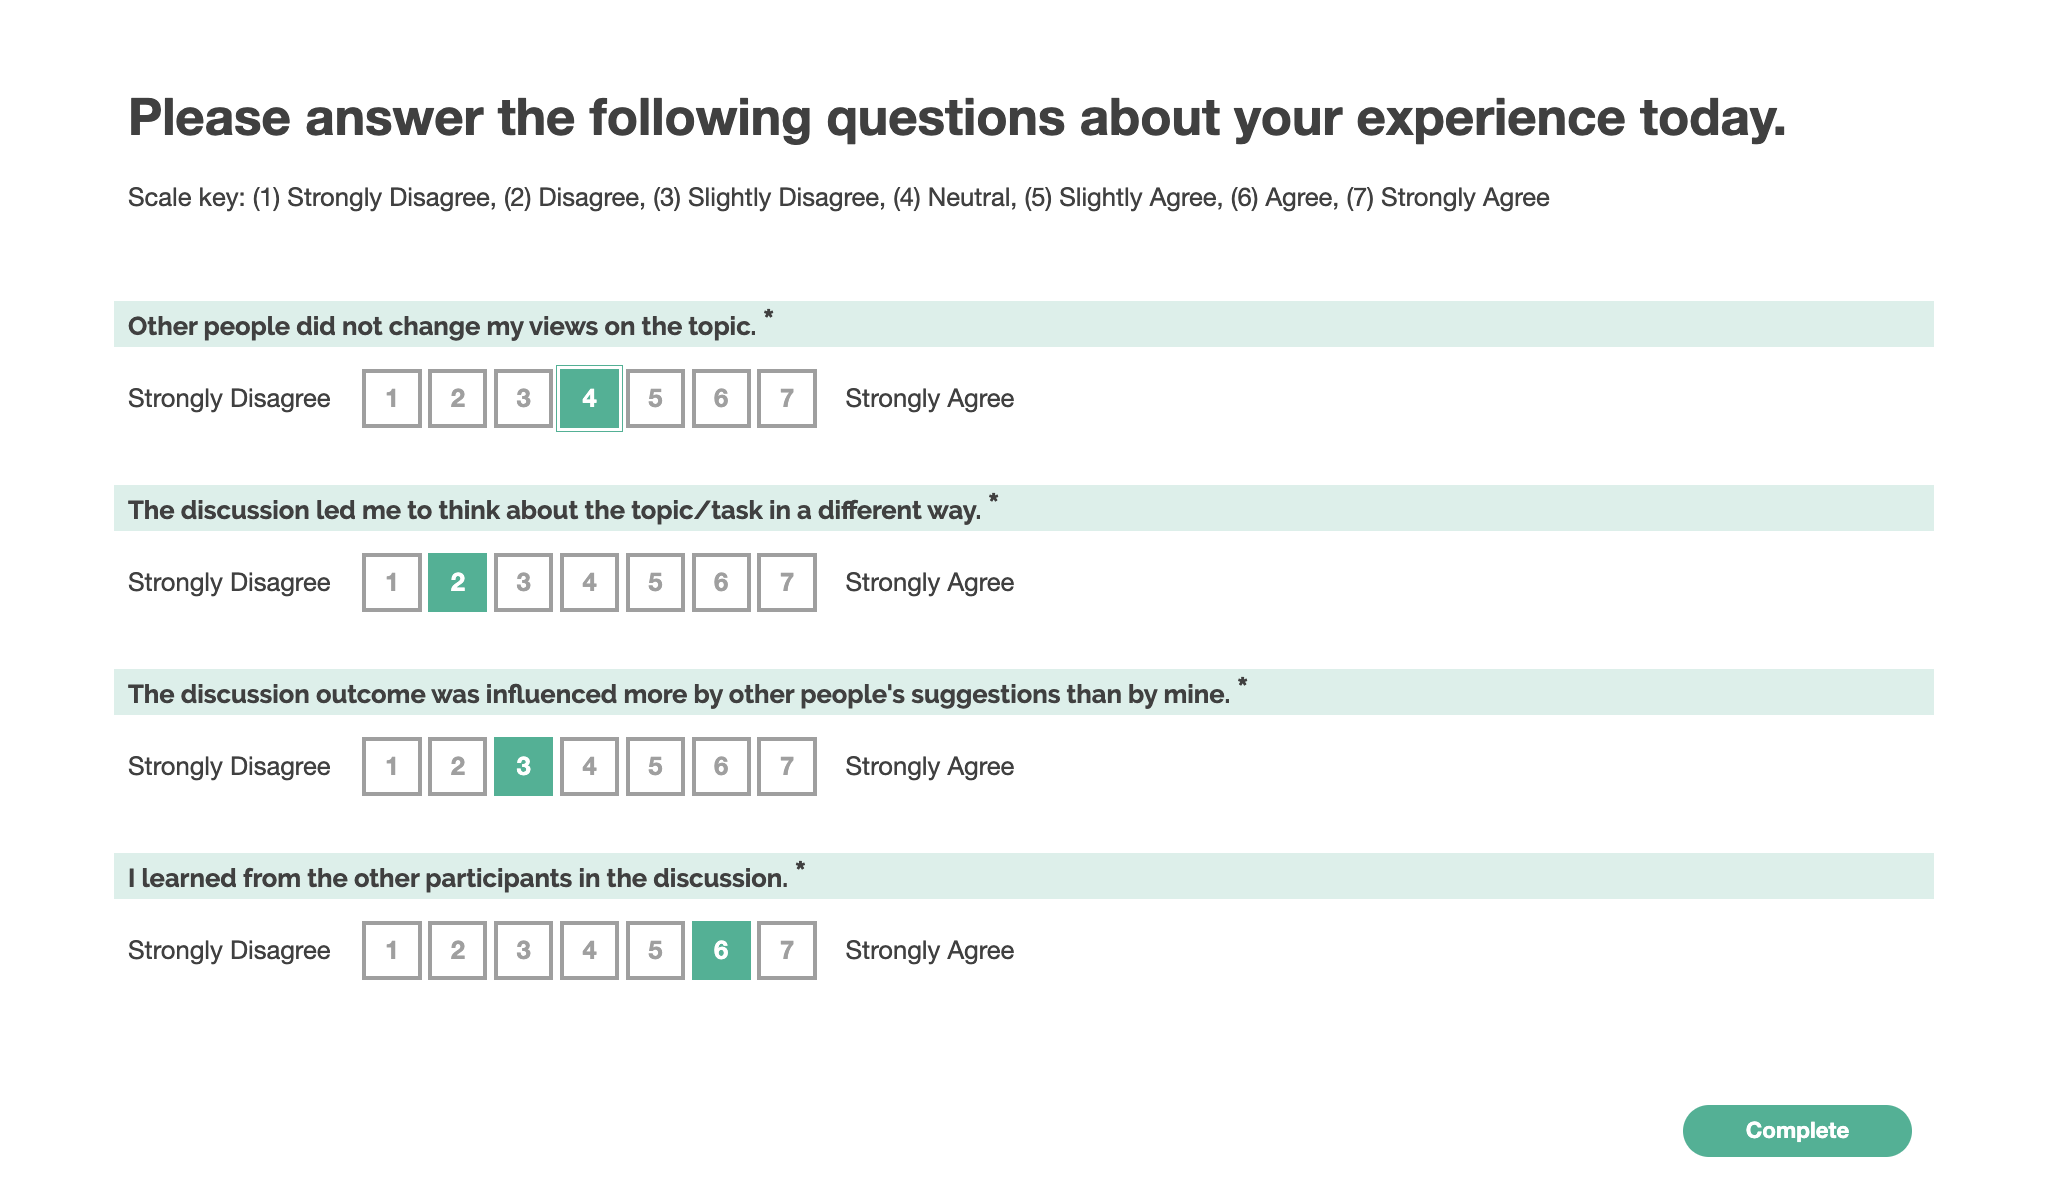 Please answer the following questions about your experience today.
Scale key: (1) Strongly Disagree, (2) Disagree, (3) Slightly Disagree, (4) Neutral, (5) Slightly Agree, (6) Agree, (7) Strongly Agree
Other people did not change my views on the topic. *
Strongly Disagree 1 2 3 4 5 6 7 Strongly Agree
The discussion led me to think about the topic/task in a different way. *
Strongly Disagree 1 2 3 4 5 6 7 Strongly Agree
The discussion outcome was influenced more by other people's suggestions than by mine. *
Strongly Disagree 1 2 3 4 5 6 7 Strongly Agree
I learned from the other participants in the discussion. *
Strongly Disagree 1 2 3 4 5 6 7 Strongly Agree
Complete